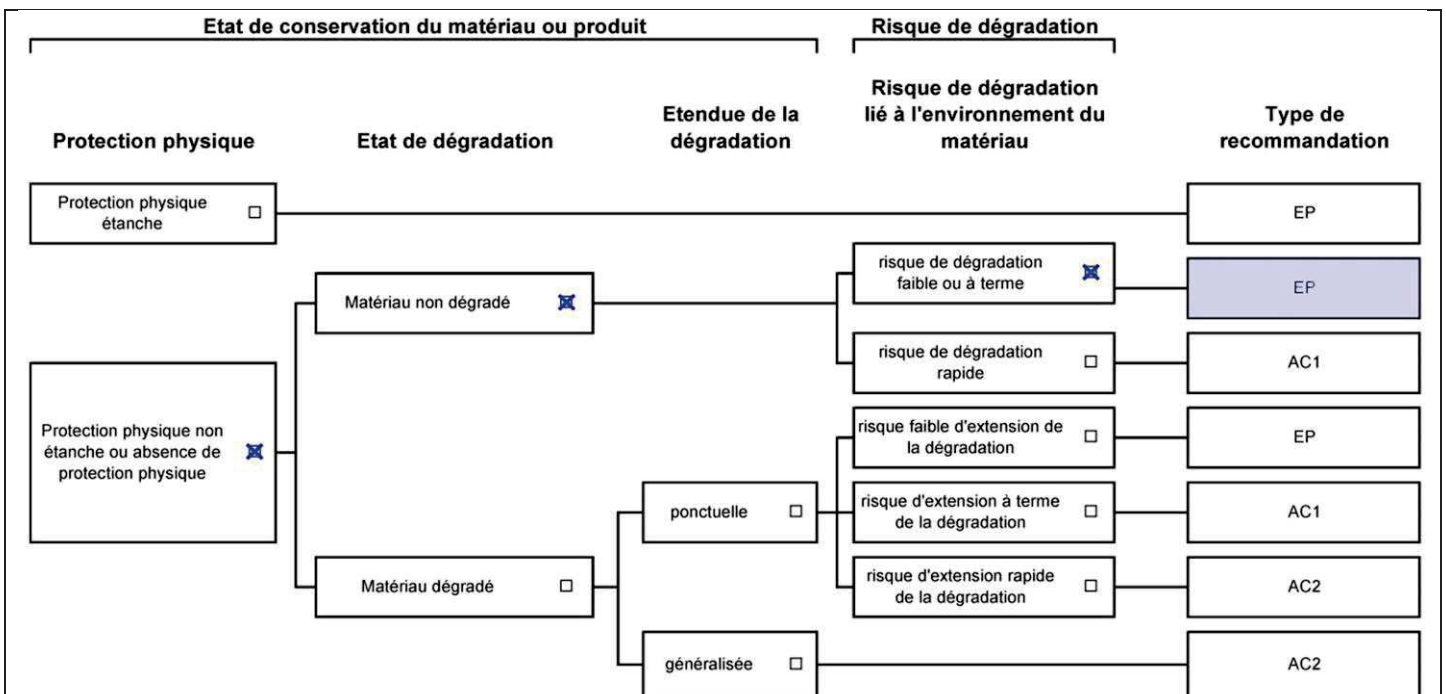 Etat de conservation du matériau ou produit
Risque de dégradation
Protection physique
Etat de dégradation
Etendue de la
dégradation
Risque de dégradation
lié à l'environnement du
matériau
Type de
recommandation
Protection physique
étanche
EP
risque de dégradation
faible ou à terme
EP
Matériau non dégradé
risque de dégradation
rapide
AC1
Protection physique non
étanche ou absence de
protection physique
risque faible d'extension de
la dégradation
EP
ponctuelle
risque d'extension à terme
de la dégradation
AC1
Matériau dégradé
risque d'extension rapide
de la dégradation
AC2
généralisée
AC2